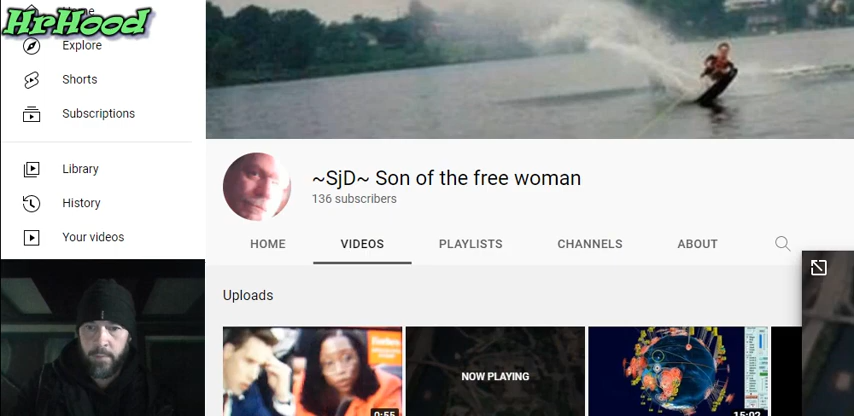 HrHood
Home
Explore
Shorts
Subscriptions
Library
History
Your videos
~SjD~ Son of the free woman
136 subscribers
HOME VIDEOS PLAYLISTS CHANNELS ABOUT
Uploads
NOW PLAYING
0:55
15:02